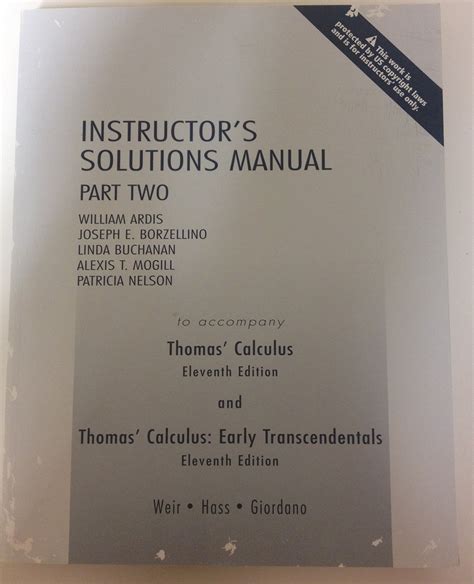 ⚠ This work is
protected by US copyright laws
and is for instructors' use only.
INSTRUCTOR'S
SOLUTIONS MANUAL
PART TWO
WILLIAM ARDIS
JOSEPH E. BORZELLINO
LINDA BUCHANAN
ALEXIS T. MOGILL
PATRICIA NELSON
to accompany
Thomas' Calculus
Eleventh Edition
and
Thomas' Calculus: Early Transcendentals
Eleventh Edition
Weir • Hass • Giordano